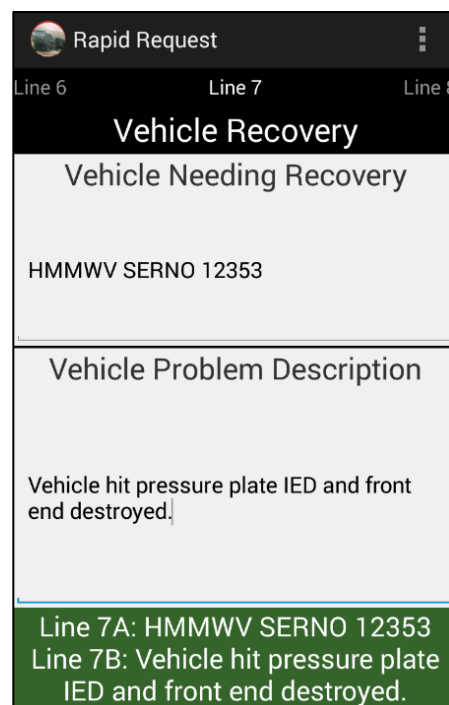 Rapid Request
Line 6 Line 7 Line 8
Vehicle Recovery
Vehicle Needing Recovery
HMMWV SERNO 12353
Vehicle Problem Description
Vehicle hit pressure plate IED and front
end destroyed.
Line 7A: HMMWV SERNO 12353
Line 7B: Vehicle hit pressure plate
IED and front end destroyed.